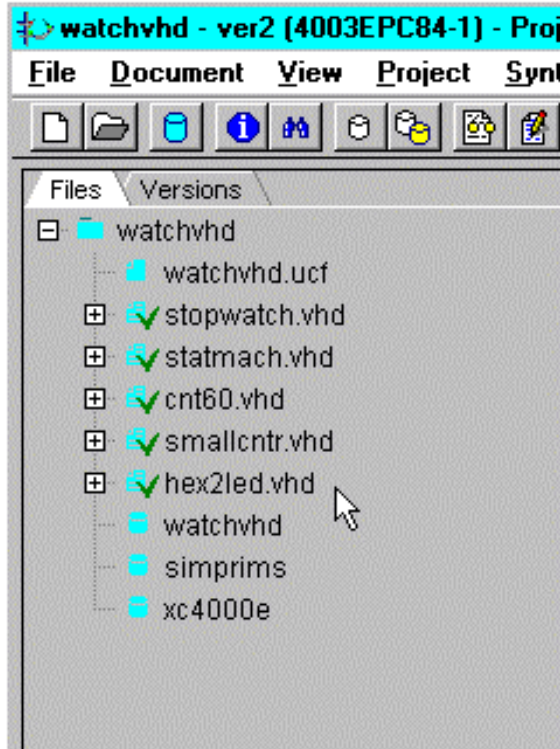 watchvhd - ver2 (4003EPC84-1) - Proj
File Document View Project Synt
Files Versions
watchvhd
watchvhd.ucf
stopwatch.vhd
statmach.vhd
cnt60.vhd
smallcntr.vhd
hex2led.vhd
watchvhd
simprims
xc4000e